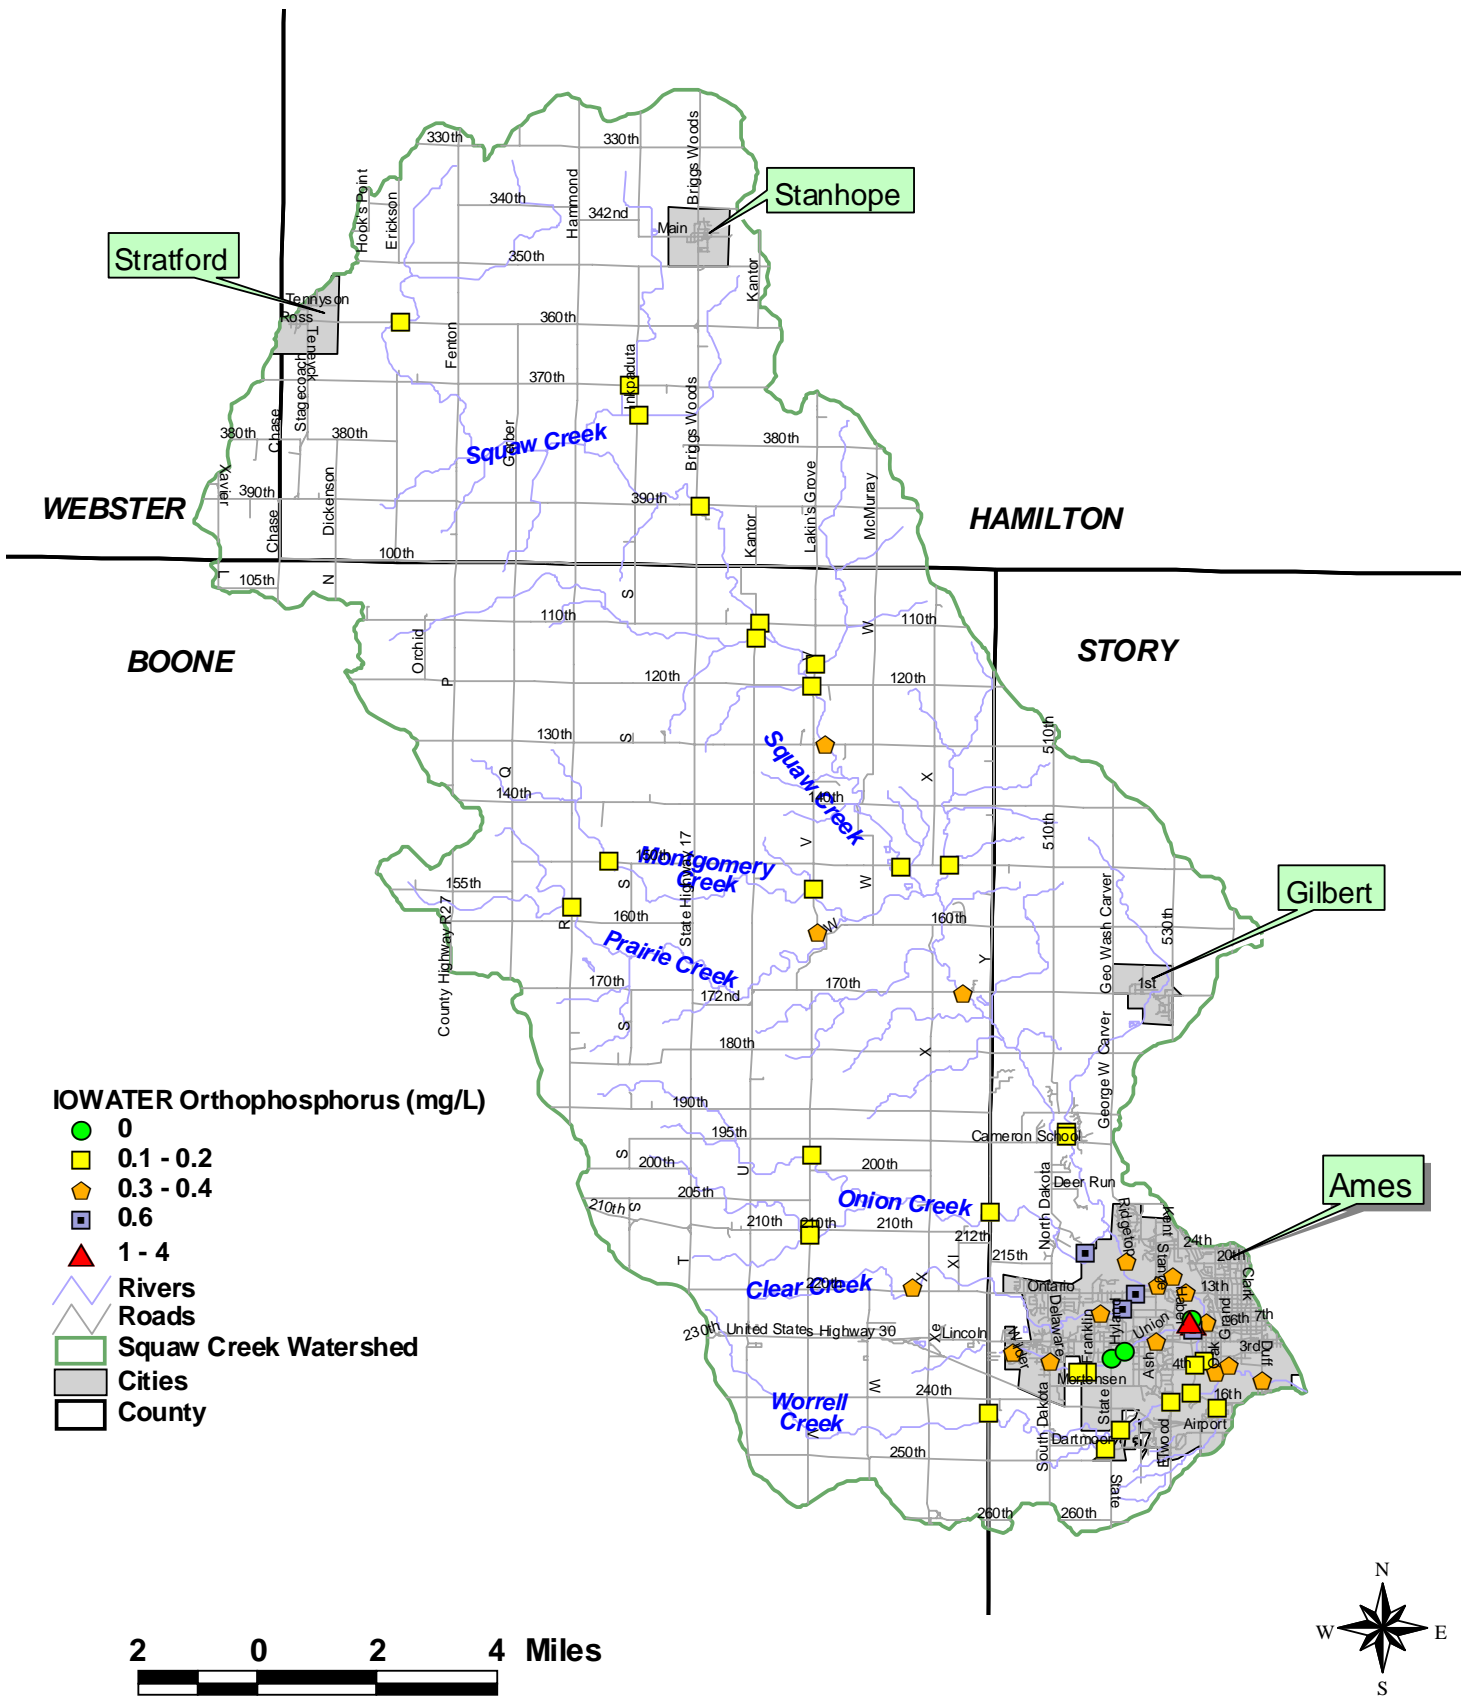 330th
330th
Briggs Woods
Hook's Point
Erickson
Hammond
340th
342nd
Stanhope
Main
Stratford
350th
Kantor
Tennyson
Ross
Teneyck
360th
Fenton
Inkpaduta
370th
Stagecoach
Briggs Woods
Chase
380th
380th
Squaw Creek
Gerber
380th
Xavier
390th
Dickenson
390th
Lakin's Grove
McMurray
WEBSTER
HAMILTON
Chase
Kantor
100th
L
105th
N
S
110th
110th
W
Orchid
BOONE
STORY
P
120th
V
120th
130th
S
Squaw Creek
510th
Q
X
140th
140th
510th
State Highway 17
V
150th
Montgomery
Creek
155th
S
W
Geo Wash Carver
Gilbert
County Highway R27
R
160th
W
160th
530th
Prairie Creek
Y
170th
172nd
170th
1st
S
180th
X
George W Carver
IOWATER Orthophosphorus (mg/L)
0
0.1 - 0.2
0.3 - 0.4
0.6
1 - 4
Rivers
Roads
Squaw Creek Watershed
Cities
County
190th
195th
Cameron School
S
200th
U
200th
North Dakota
Deer Run
205th
Onion Creek
Ames
210th
S
210th
210th
210th
212th
215th
Ridgetop
Kent
Stange
24th
20th
T
XI
Clear Creek
220th
X
Ontario
13th
Clark
Haber
230th
United States Highway 30
Xe
Lincoln
Delaware
Franklin
Hyland
Union
Grand
6th
7th
Wilder
Ash
4th
Oak
3rd
Duff
Mortensen
W
240th
Worrell
Creek
V
South Dakota
State
16th
Airport
Dartmoor
Elwood
250th
State
260th
260th
2
0
2
4
Miles
N
W
E
S